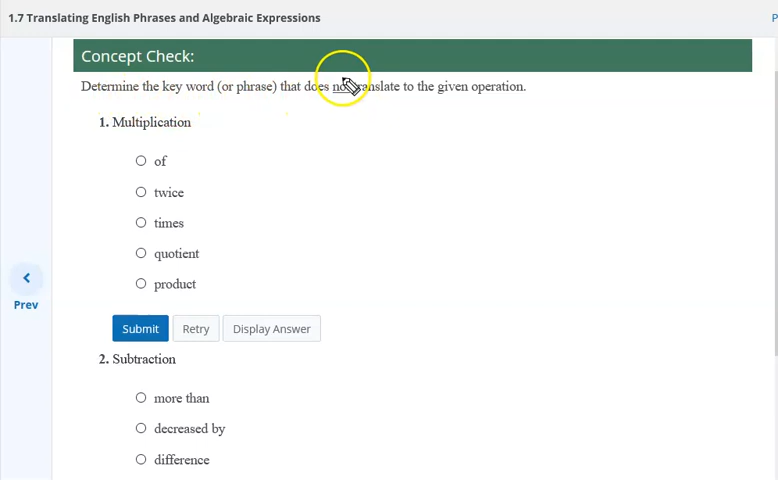 1.7 Translating English Phrases and Algebraic Expressions
P
Concept Check:
Determine the key word (or phrase) that does not translate to the given operation.
1. Multiplication
of
twice
times
quotient
product
Prev
Submit
Retry
Display Answer
2. Subtraction
more than
decreased by
difference